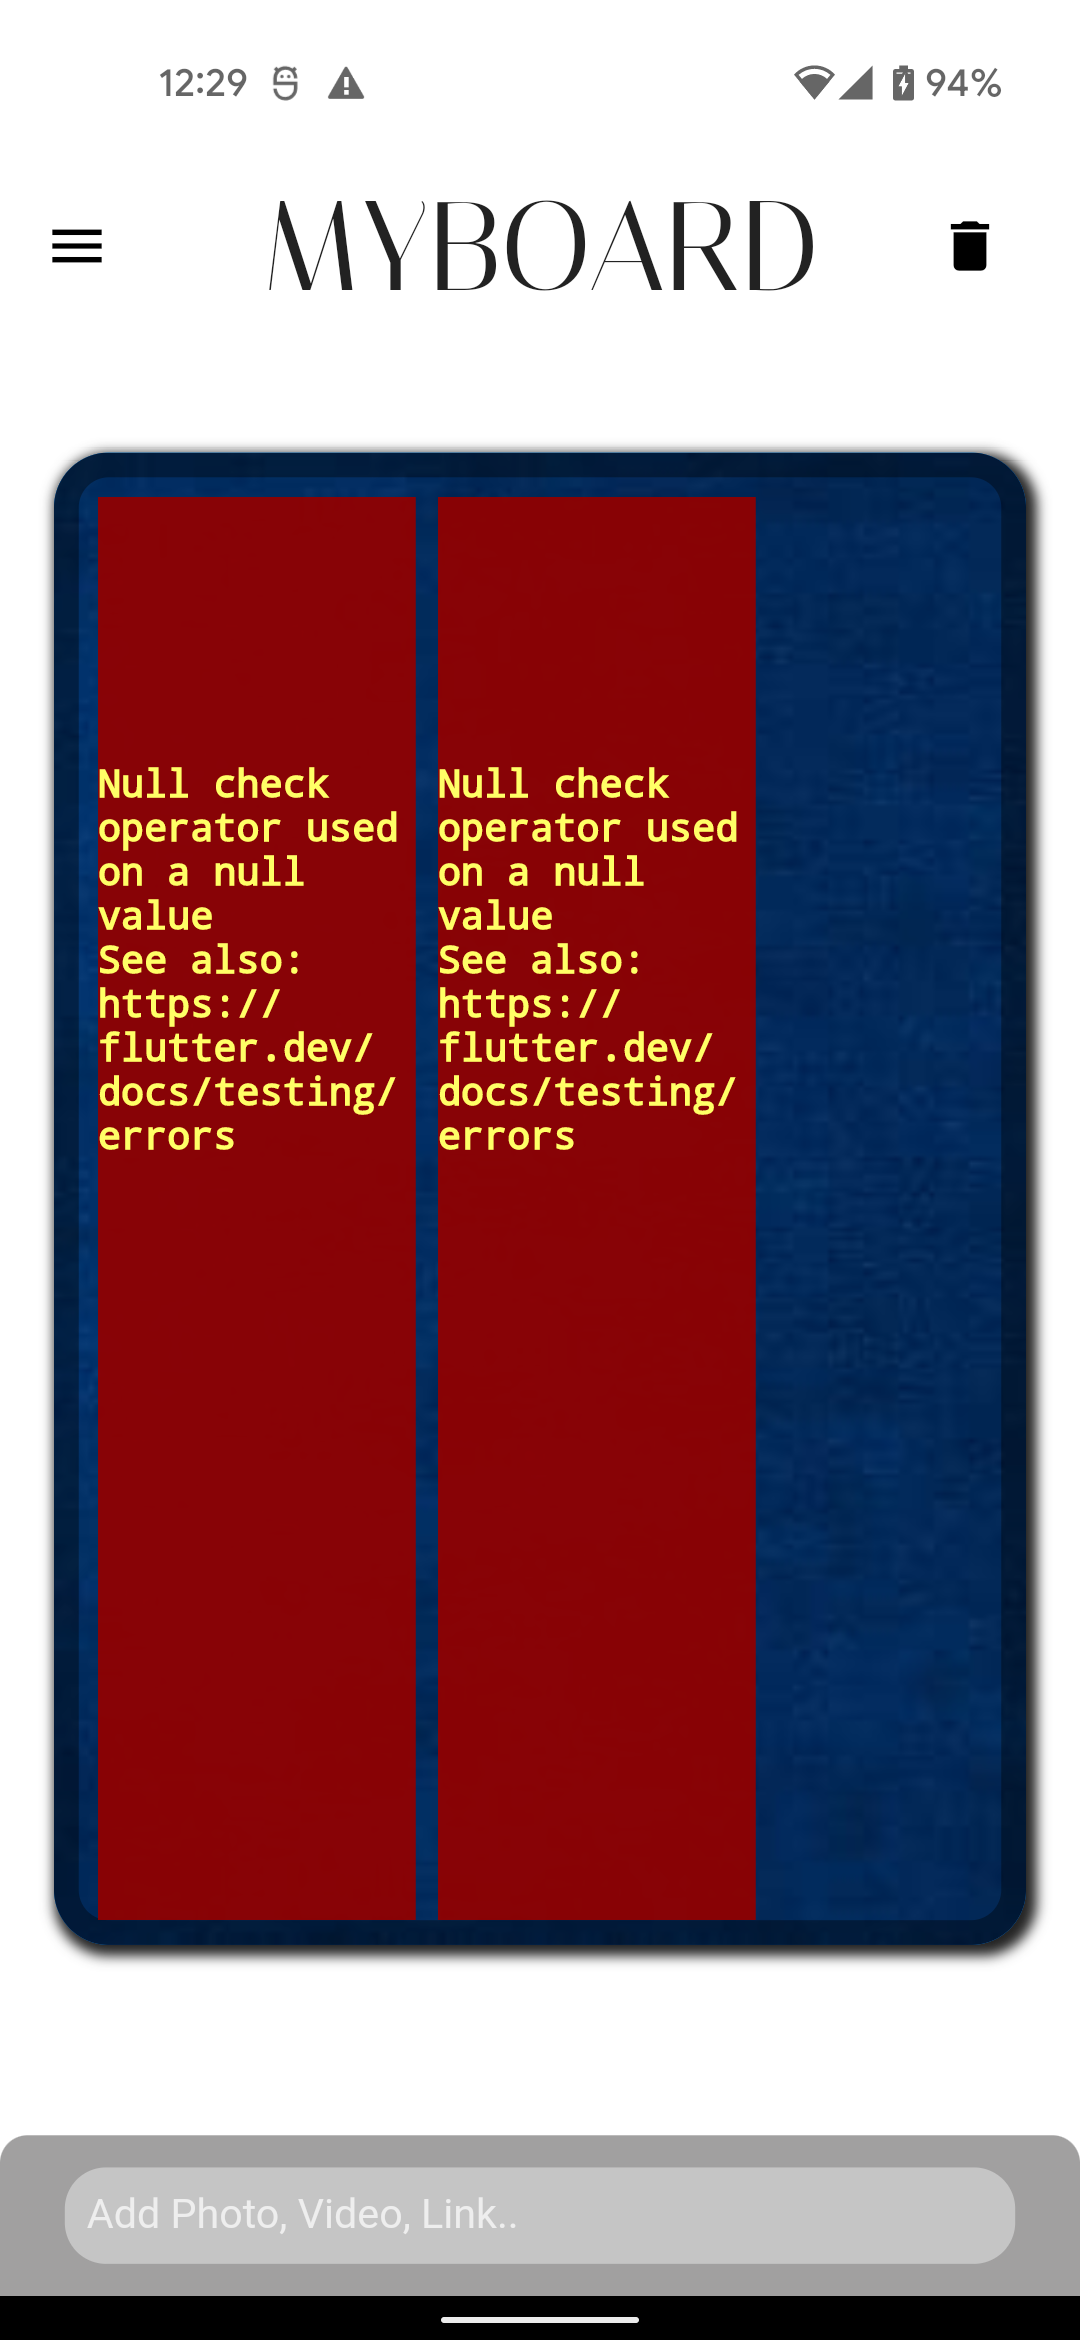 12:29 94%
MYBOARD
Null check
operator used
on a null
value
See also:
https://
flutter.dev/
docs/testing/
errors
Null check
operator used
on a null
value
See also:
https://
flutter.dev/
docs/testing/
errors
Add Photo, Video, Link..